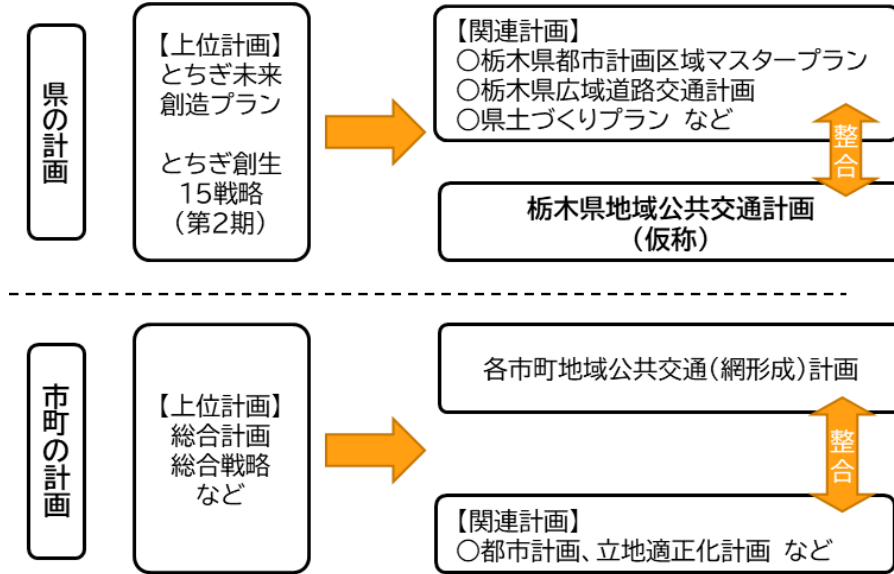 県の計画
【上位計画】
とちぎ未来
創造プラン
とちぎ創生
15戦略
（第2期）
【関連計画】
○栃木県都市計画区域マスタープラン
○栃木県広域道路交通計画
○県土づくりプラン など
整合
栃木県地域公共交通計画
（仮称）
市町の計画
【上位計画】
総合計画
総合戦略
など
各市町地域公共交通（網形成）計画
整合
【関連計画】
○都市計画、立地適正化計画 など